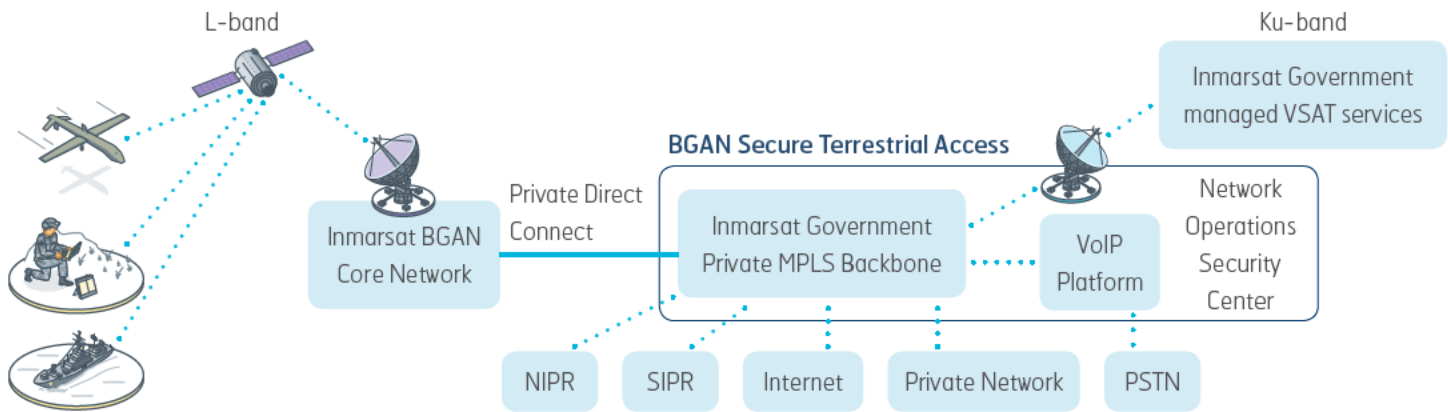 L-band
Ku-band
Inmarsat Government
managed VSAT services
BGAN Secure Terrestrial Access
Private Direct
Connect
Inmarsat BGAN
Core Network
Inmarsat Government
Private MPLS Backbone
VoIP
Platform
Network
Operations
Security
Center
NIPR
SIPR
Internet
Private Network
PSTN